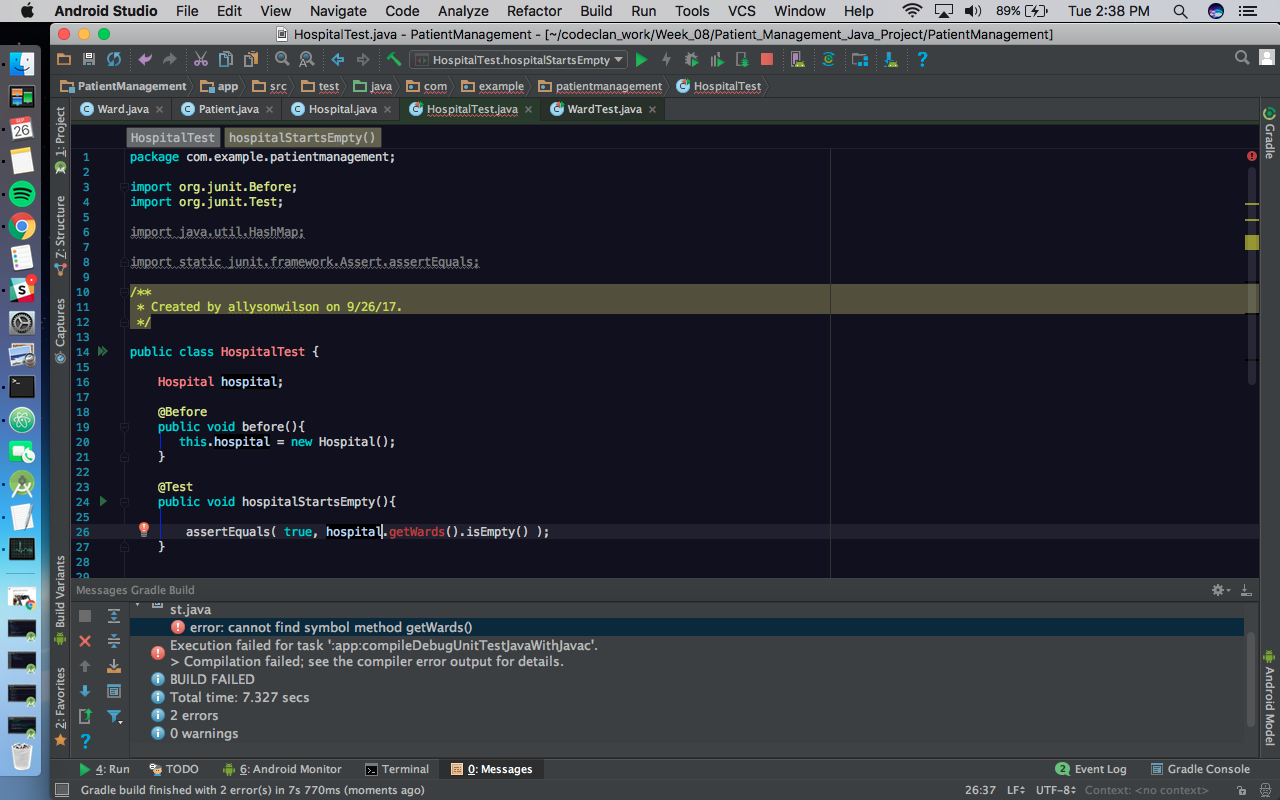 Android Studio File Edit View Navigate Code Analyze Refactor Build Run Tools VCS Window Help 89% Tue 2:38 PM
HospitalTest.java - PatientManagement - [~/codeclan_work/Week_08/Patient_Management_Java_Project/PatientManagement]
HospitalTest.hospitalStartsEmpty
PatientManagement app src test java com example patientmanagement HospitalTest
Ward.java Patient.java Hospital.java HospitalTest.java WardTest.java
HospitalTest hospitalStartsEmpty()
1 package com.example.patientmanagement;
2
3 import org.junit.Before;
4 import org.junit.Test;
5
6 import java.util.HashMap;
7
8 import static junit.framework.Assert.assertEquals;
9
10 /**
11 * Created by allysonwilson on 9/26/17.
12 */
13
14 public class HospitalTest {
15
16 Hospital hospital;
17
18 @Before
19 public void before(){
20 this.hospital = new Hospital();
21 }
22
23 @Test
24 public void hospitalStartsEmpty(){
25
26 assertEquals( true, hospital.getWards().isEmpty() );
27 }
28
29
1: Project
7: Structure
Captures
Build Variants
2: Favorites
Gradle
Android Model
SEP
26
Messages Gradle Build
st.java
error: cannot find symbol method getWards()
Execution failed for task ':app:compileDebugUnitTestJavaWithJavac'.
> Compilation failed; see the compiler error output for details.
BUILD FAILED
Total time: 7.327 secs
2 errors
0 warnings
4: Run TODO 6: Android Monitor Terminal 0: Messages 2 Event Log Gradle Console
Gradle build finished with 2 error(s) in 7s 770ms (moments ago) 26:37 LF÷ UTF-8÷ Context: <no context>